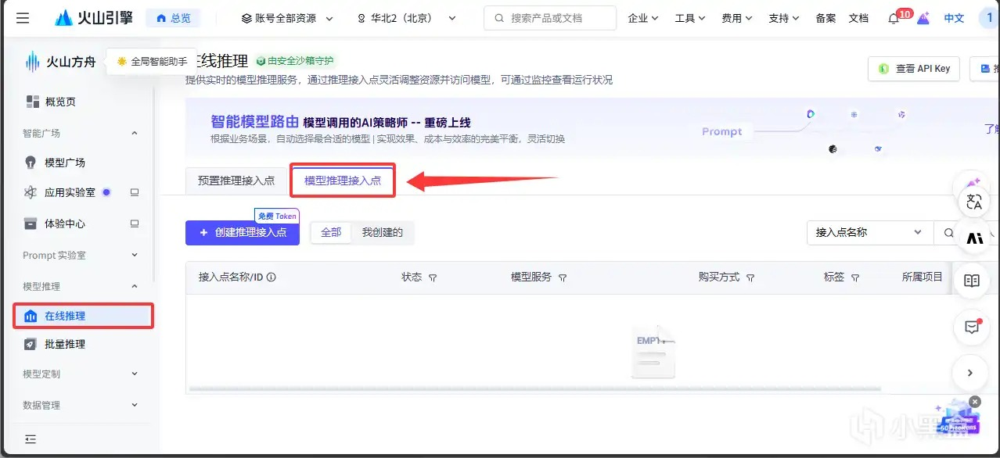 火山引擎 总览 账号全部资源 华北2（北京） 搜索产品或文档 企业 工具 费用 支持 备案 文档 10 中文 1
火山方舟
全局智能助手
在线推理 由安全沙箱守护
提供实时的模型推理服务，通过推理接入点灵活调整资源并访问模型，可通过监控查看运行状况
查看 API Key
概览页
智能广场
模型广场
应用实验室
体验中心
Prompt 实验室
模型推理
在线推理
批量推理
模型定制
数据管理
智能模型路由 模型调用的AI策略师 -- 重磅上线
根据业务场景，自动选择最合适的模型 | 实现效果、成本与效率的完美平衡，灵活切换
Prompt
了解
预置推理接入点 模型推理接入点
免费 Token
+ 创建推理接入点 全部 我创建的
接入点名称
接入点名称/ID 状态 模型服务 购买方式 标签 所属项目
EMPTY
小黑盒